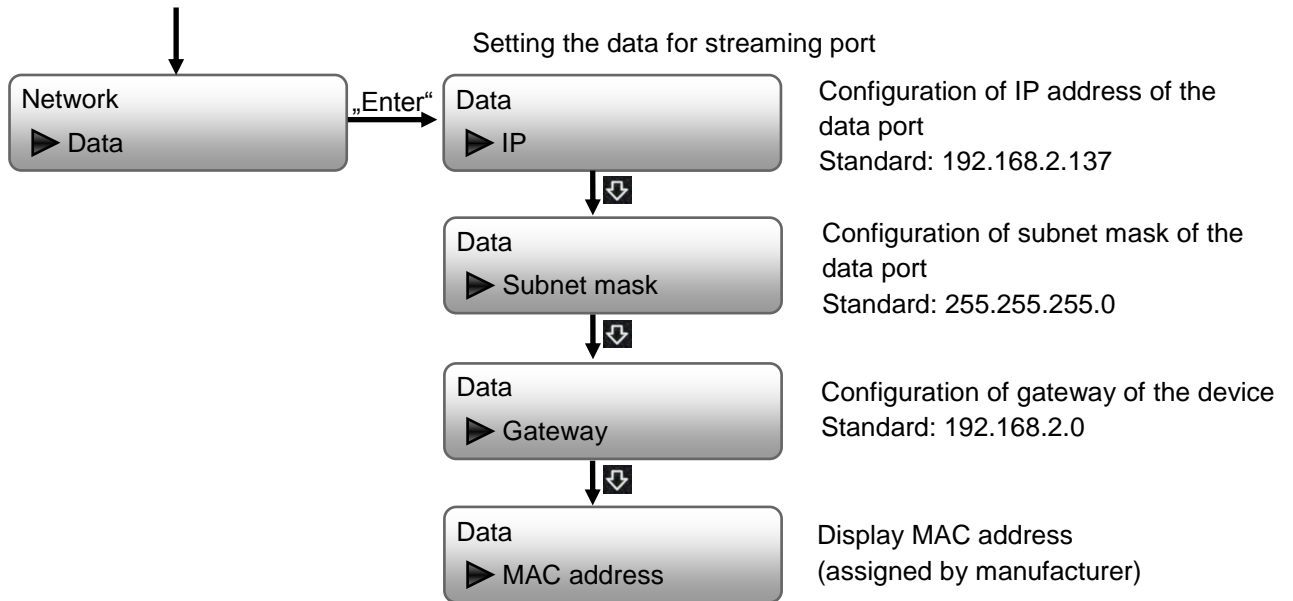 Setting the data for streaming port
Network
Data
„Enter“
Data
IP
Configuration of IP address of the
data port
Standard: 192.168.2.137
Data
Subnet mask
Configuration of subnet mask of the
data port
Standard: 255.255.255.0
Data
Gateway
Configuration of gateway of the device
Standard: 192.168.2.0
Data
MAC address
Display MAC address
(assigned by manufacturer)